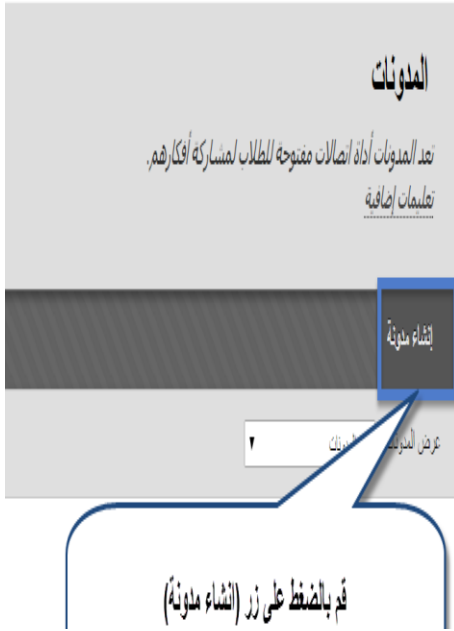 المدونات
تعد المدونات أداة اتصالات مفتوحة للطلاب لمشاركة أفكارهم.
تعليمات إضافية
إنشاء مدونة
عرض
قم بالضغط على زر (انشاء مدونة)